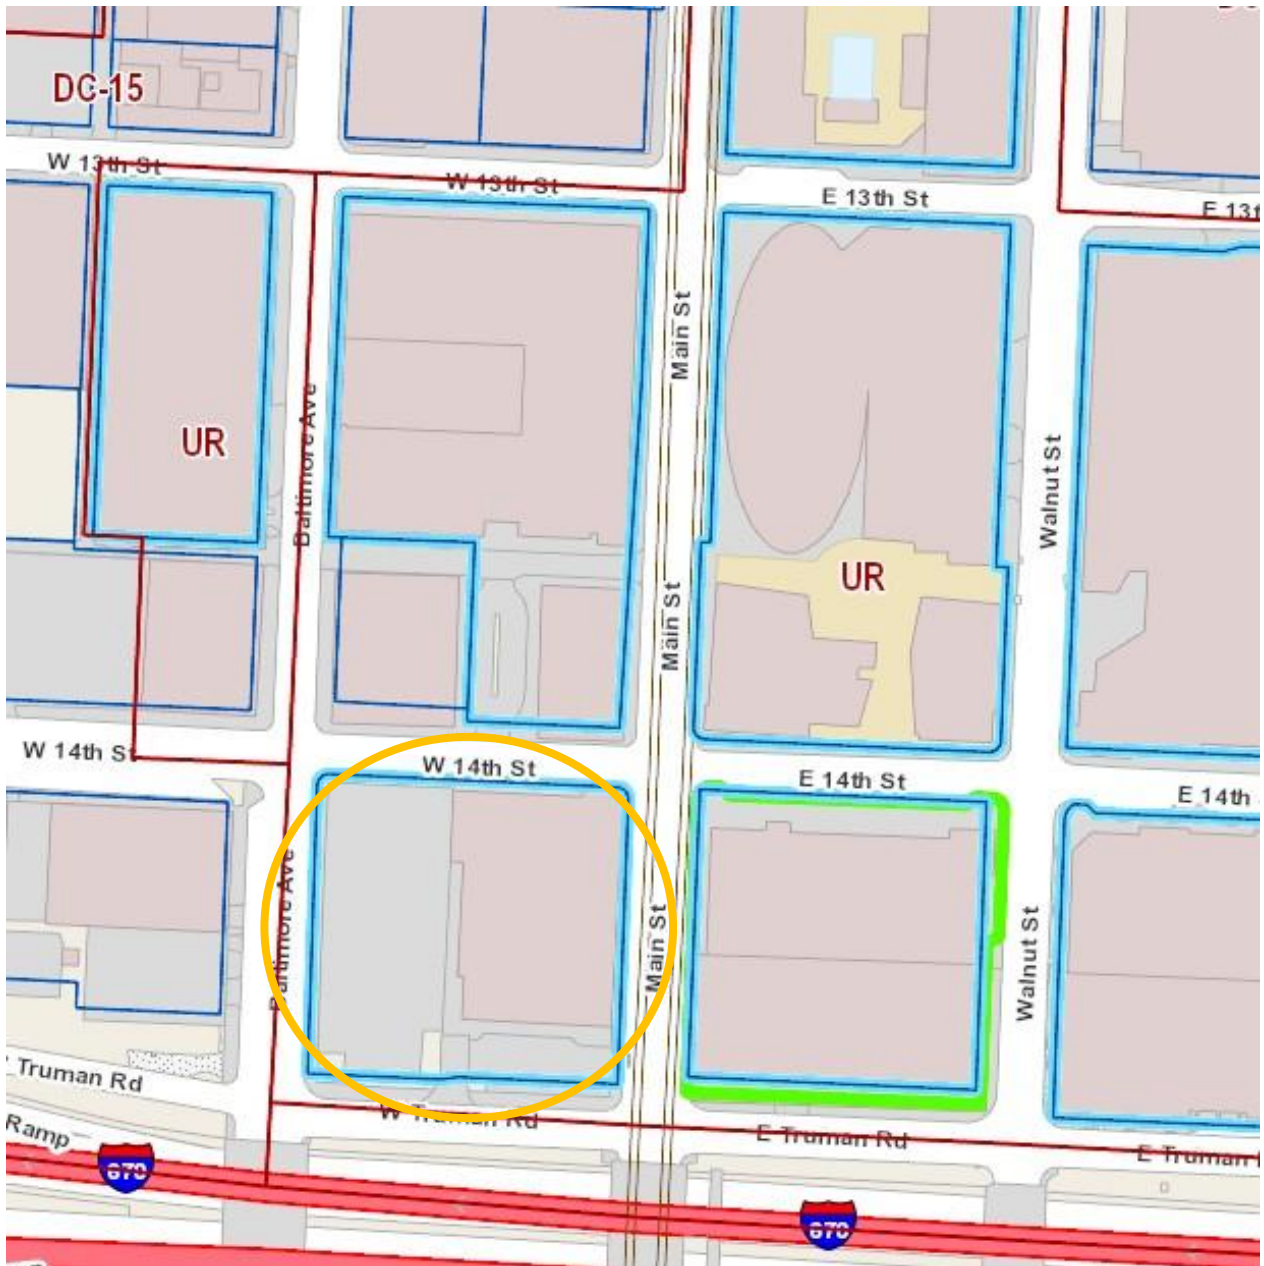 DC-15
W 13th St
W 13th St
E 13th St
E 13t
Main St
Baltimore Ave
UR
Walnut St
UR
Main St
W 14th St
W 14th St
E 14th St
E 14th
Baltimore Ave
Main St
Walnut St
Truman Rd
W Truman Rd
E Truman Rd
E Truman
Ramp
670
670